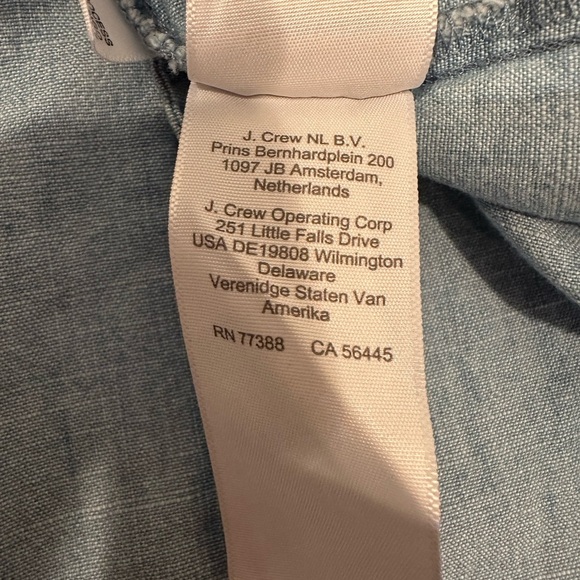 J. Crew NL B.V.
Prins Bernhardplein 200
1097 JB Amsterdam,
Netherlands
J. Crew Operating Corp
251 Little Falls Drive
USA DE19808 Wilmington
Delaware
Verenidge Staten Van
Amerika
RN 77388 CA 56445